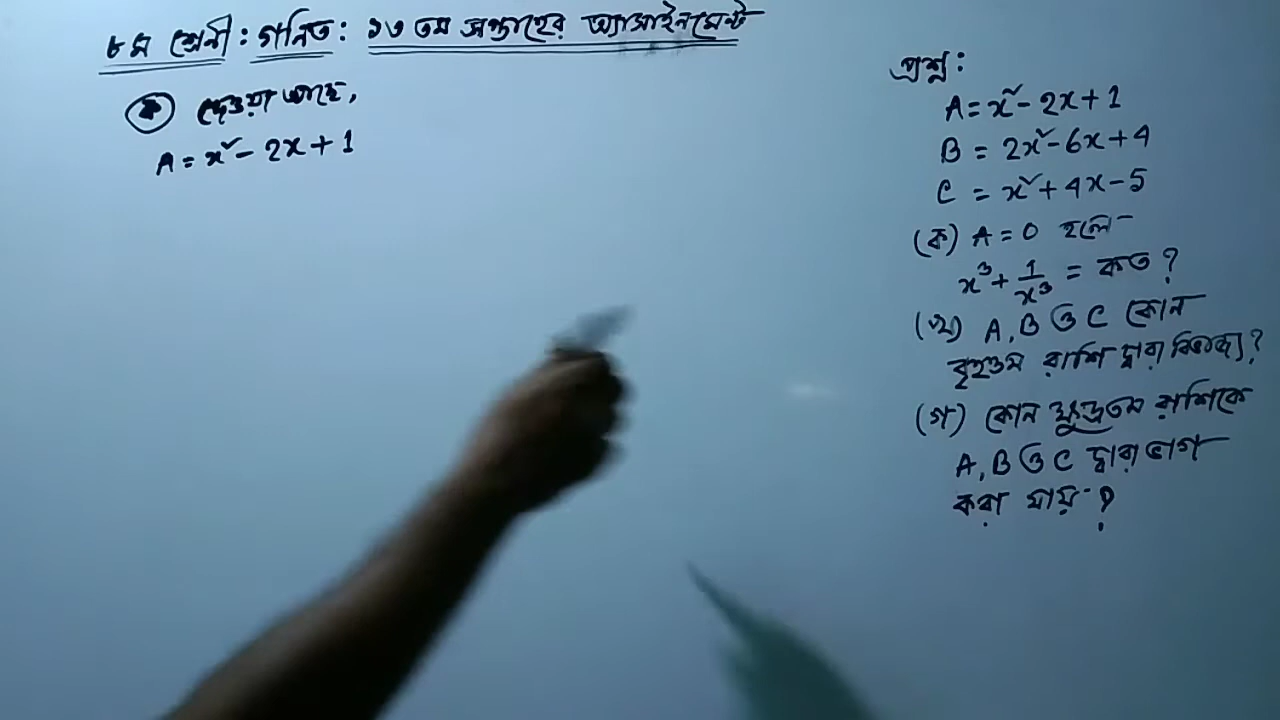 ৮ম শ্রেনী: গনিত: ১৩ তম সপ্তাহের অ্যাসাইনমেন্ট
(ক) দেওয়া আছে,
A = x² - 2x + 1
প্রশ্ন:
A = x² - 2x + 1
B = 2x² - 6x + 4
C = x² + 4x - 5
(ক) A = 0 হলে
x³ + 1/x³ = কত?
(খ) A, B ও C কোন
বৃহত্তম রাশি দ্বারা বিভাজ্য?
(গ) কোন ক্ষুদ্রতম রাশিকে
A, B ও C দ্বারা ভাগ
করা যায়?